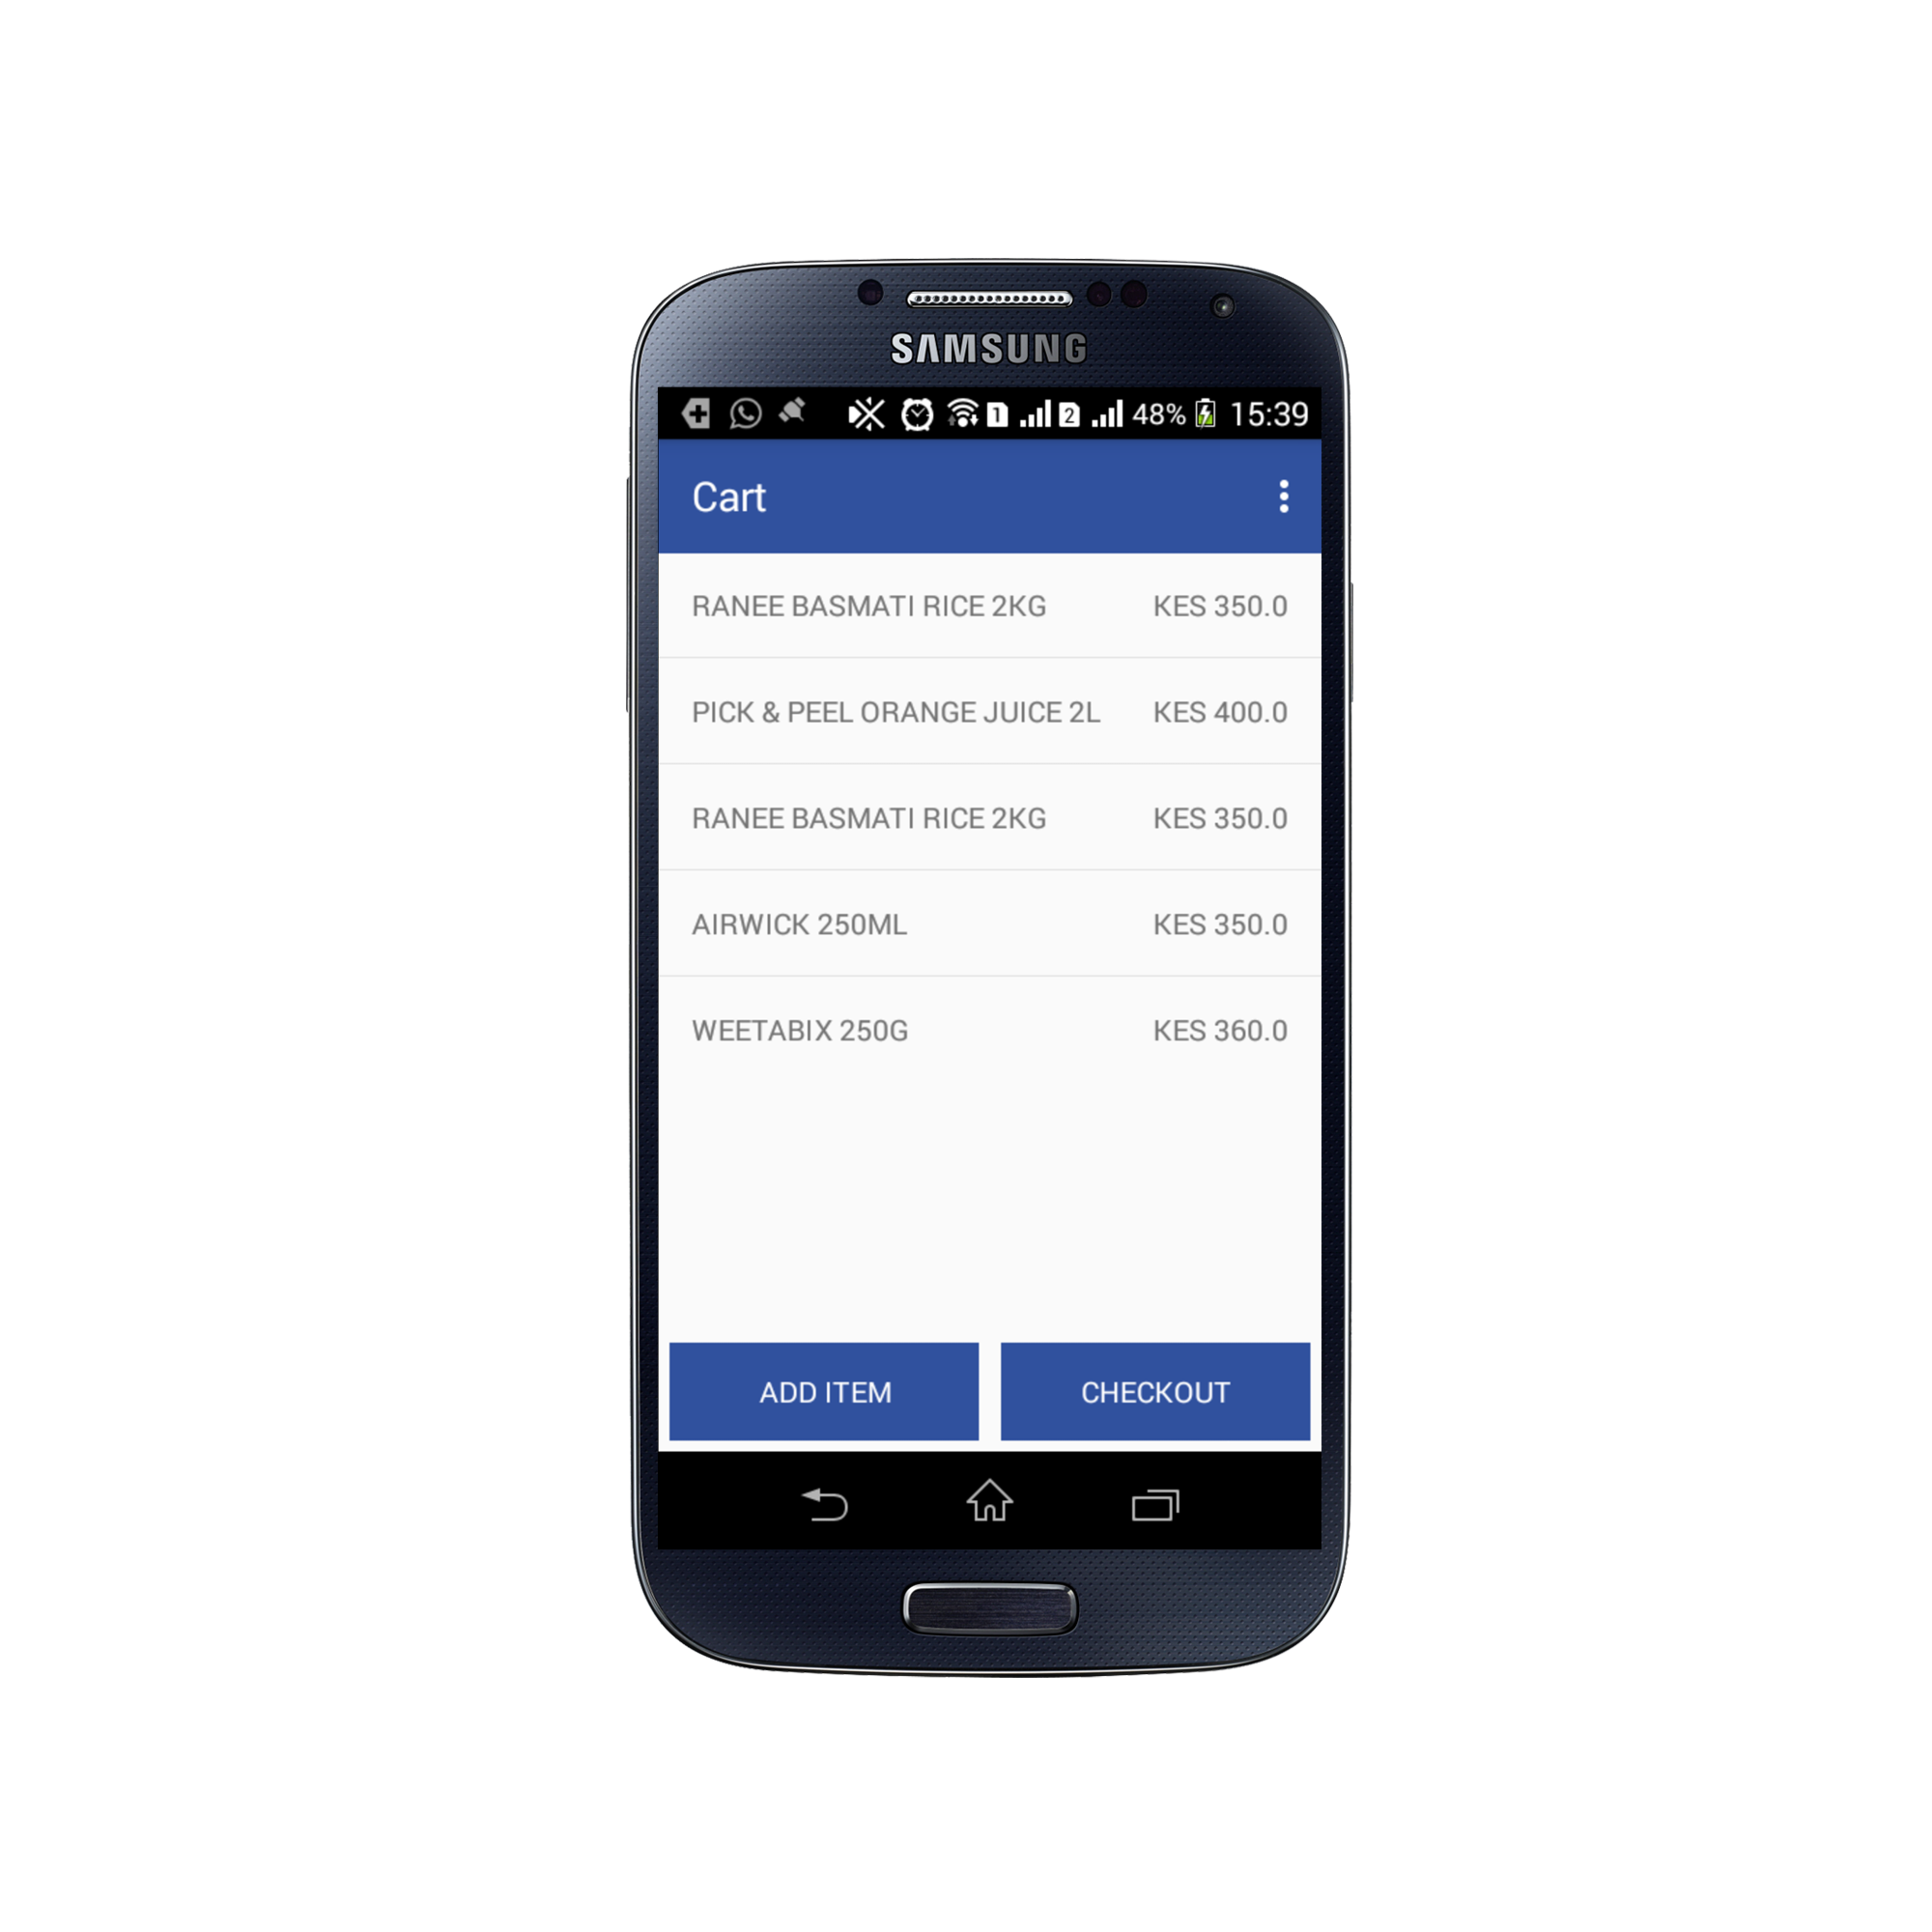 SAMSUNG
1 2 48% 15:39
Cart
RANEE BASMATI RICE 2KG KES 350.0
PICK & PEEL ORANGE JUICE 2L KES 400.0
RANEE BASMATI RICE 2KG KES 350.0
AIRWICK 250ML KES 350.0
WEETABIX 250G KES 360.0
ADD ITEM CHECKOUT